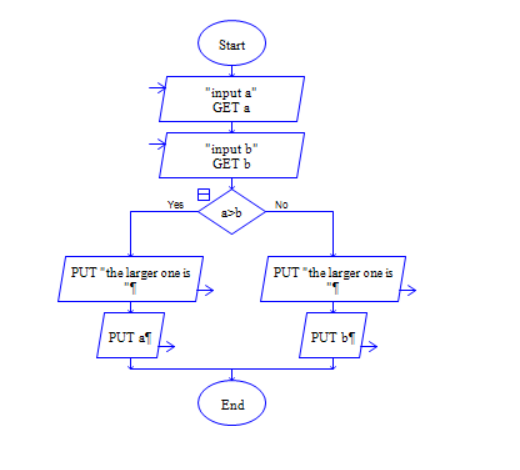 Start
"input a"
GET a
"input b"
GET b
Yes
a>b
No
PUT "the larger one is
"¶
PUT "the larger one is
"¶
PUT a¶
PUT b¶
End